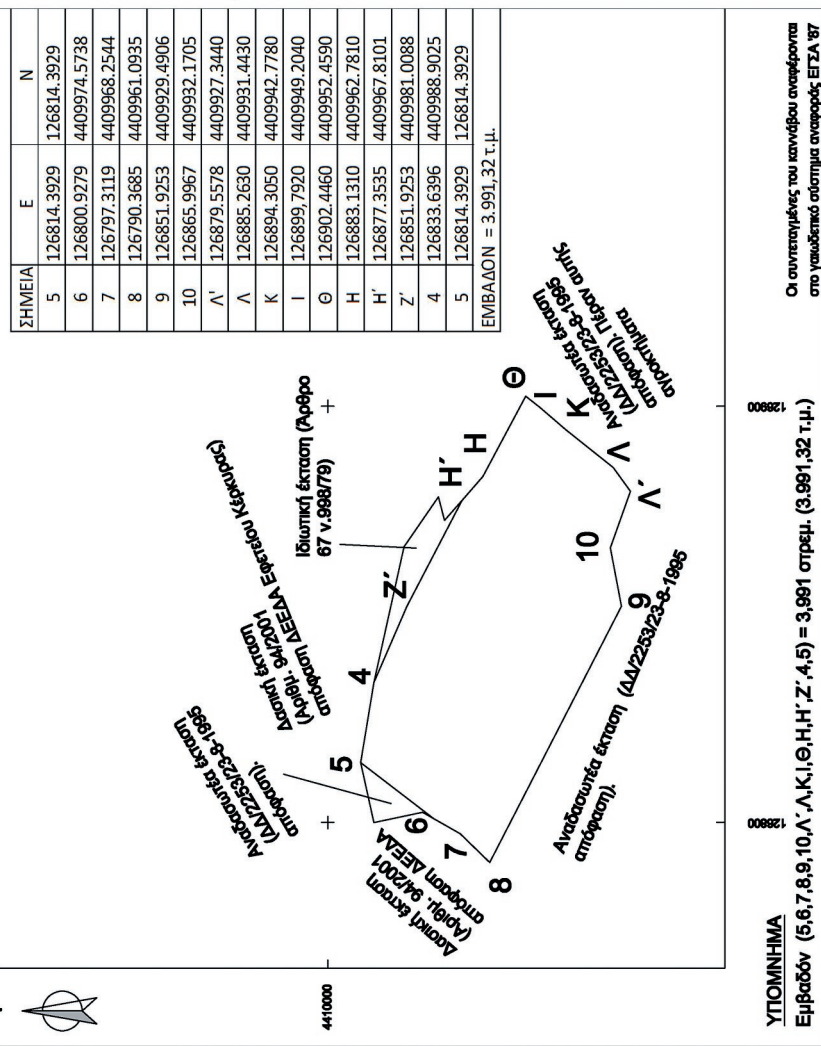 ΣΗΜΕΙΑ E N
5 126814.3929 126814.3929
6 126800.9279 4409974.5738
7 126797.3119 4409968.2544
8 126790.3685 4409961.0935
9 126851.9253 4409929.4906
10 126865.9967 4409932.1705
Λ' 126879.5578 4409927.3440
Λ 126885.2630 4409931.4430
Κ 126894.3050 4409942.7780
Ι 126899,7920 4409949.2040
Θ 126902.4460 4409952.4590
Η 126883.1310 4409962.7810
Η' 126877.3535 4409967.8101
Ζ' 126851.9253 4409981.0088
4 126833.6396 4409988.9025
5 126814.3929 126814.3929
ΕΜΒΑΔΟΝ = 3.991,32 τ.μ.
Αναδασωτέα έκταση
(ΔΔ/2253/23-8-1995
απόφαση).
Δασική έκταση
(Αριθμ. 94/2001
απόφαση ΔΕΕΔΑ Εφετείου Κέρκυρας)
Ιδιωτική έκταση (Άρθρο
67 ν.998/79)
4410000
5
4
Ζ΄
Η΄
Η
Θ
Ι
Κ
Λ
Λ΄
10
9
8
7
6
Δασική έκταση
(Αριθμ. 94/2001
απόφαση ΔΕΕΔΑ
Αναδασωτέα έκταση (ΔΔ/2253/23-8-1995
απόφαση).
Αναδασωτέα έκταση
(ΔΔ/2253/23-8-1995
απόφαση). Πέραν αυτής
αγροκτήματα
126800
126900
ΥΠΟΜΝΗΜΑ
Εμβαδόν (5,6,7,8,9,10,Λ΄,Λ,Κ,Ι,Θ,Η,Η΄,Ζ΄,4,5) = 3,991 στρεμ. (3.991,32 τ.μ.)
Οι συντεταγμένες του καννάβου αναφέρονται
στο γαιωδετικό σύστημα αναφοράς ΕΓΣΑ '87